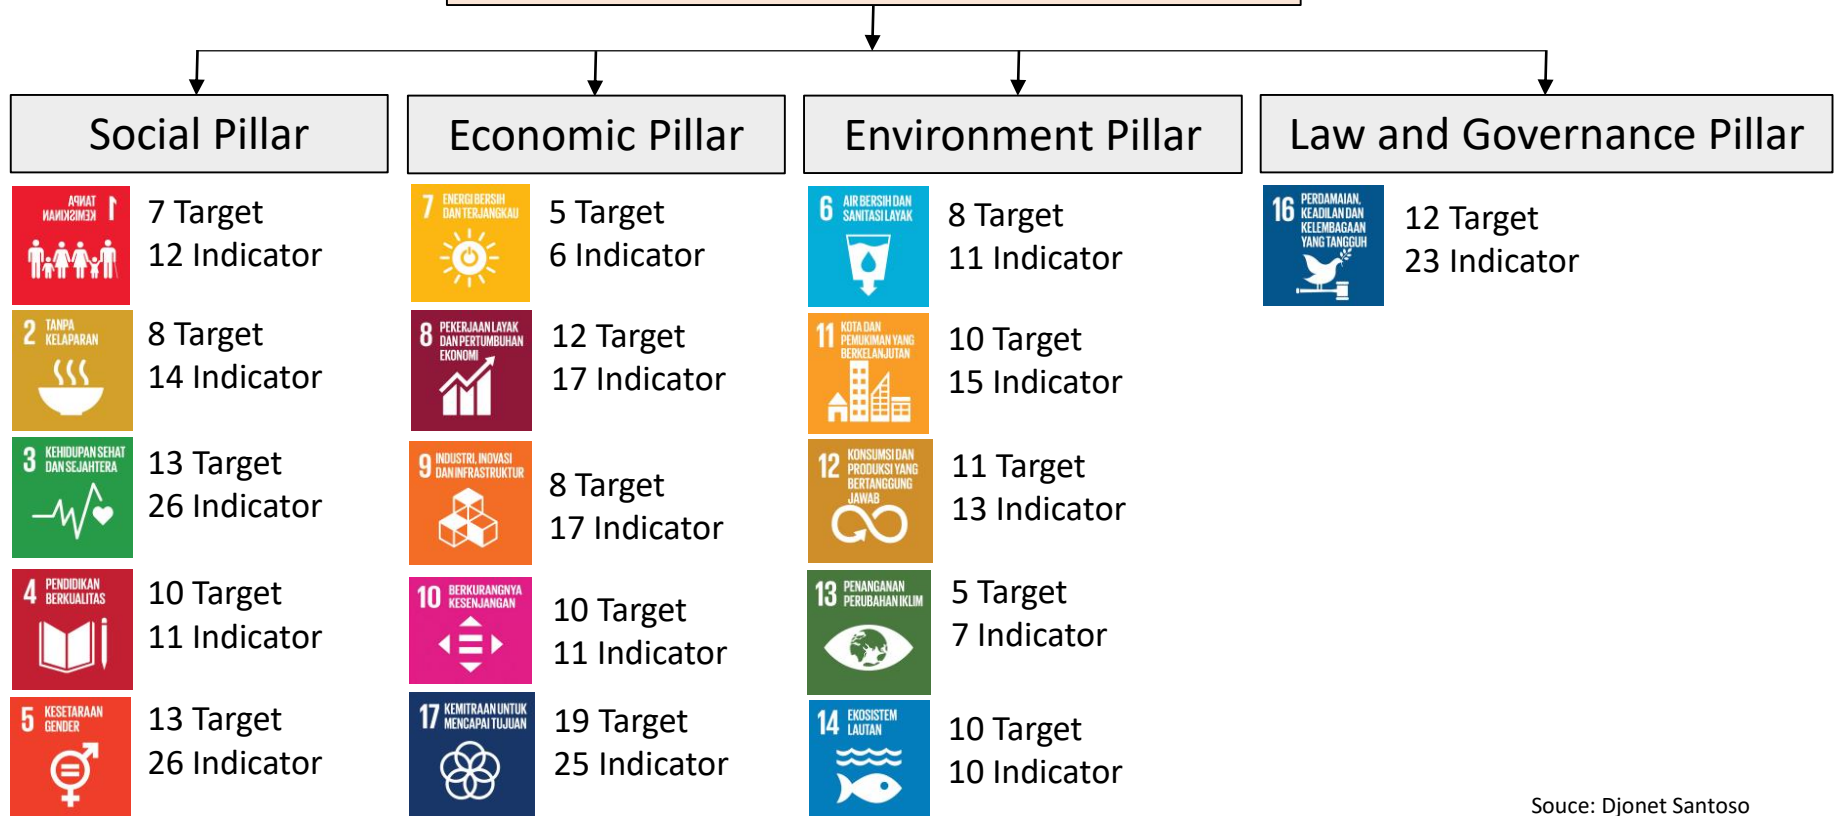 Social Pillar
1 TANPA
KEMISKINAN
7 Target
12 Indicator
2 TANPA
KELAPARAN
8 Target
14 Indicator
3 KEHIDUPAN SEHAT
DAN SEJAHTERA
13 Target
26 Indicator
4 PENDIDIKAN
BERKUALITAS
10 Target
11 Indicator
5 KESETARAAN
GENDER
13 Target
26 Indicator
Economic Pillar
7 ENERGI BERSIH
DAN TERJANGKAU
5 Target
6 Indicator
8 PEKERJAAN LAYAK
DAN PERTUMBUHAN
EKONOMI
12 Target
17 Indicator
9 INDUSTRI, INOVASI
DAN INFRASTRUKTUR
8 Target
17 Indicator
10 BERKURANGNYA
KESENJANGAN
10 Target
11 Indicator
17 KEMITRAAN UNTUK
MENCAPAI TUJUAN
19 Target
25 Indicator
Environment Pillar
6 AIR BERSIH DAN
SANITASI LAYAK
8 Target
11 Indicator
11 KOTA DAN
PEMUKIMAN YANG
BERKELANJUTAN
10 Target
15 Indicator
12 KONSUMSI DAN
PRODUKSI YANG
BERTANGGUNG
JAWAB
11 Target
13 Indicator
13 PENANGANAN
PERUBAHAN IKLIM
5 Target
7 Indicator
14 EKOSISTEM
LAUTAN
10 Target
10 Indicator
Law and Governance Pillar
16 PERDAMAIAN,
KEADILAN DAN
KELEMBAGAAN
YANG TANGGUH
12 Target
23 Indicator
Souce: Djonet Santoso